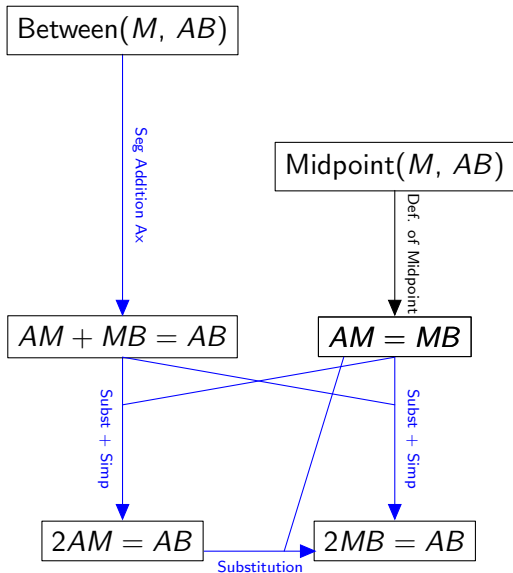 Between(M, AB)
Seg Addition Ax
Midpoint(M, AB)
Def. of Midpoint
AM + MB = AB
AM = MB
Subst + Simp
Subst + Simp
2AM = AB
2MB = AB
Substitution